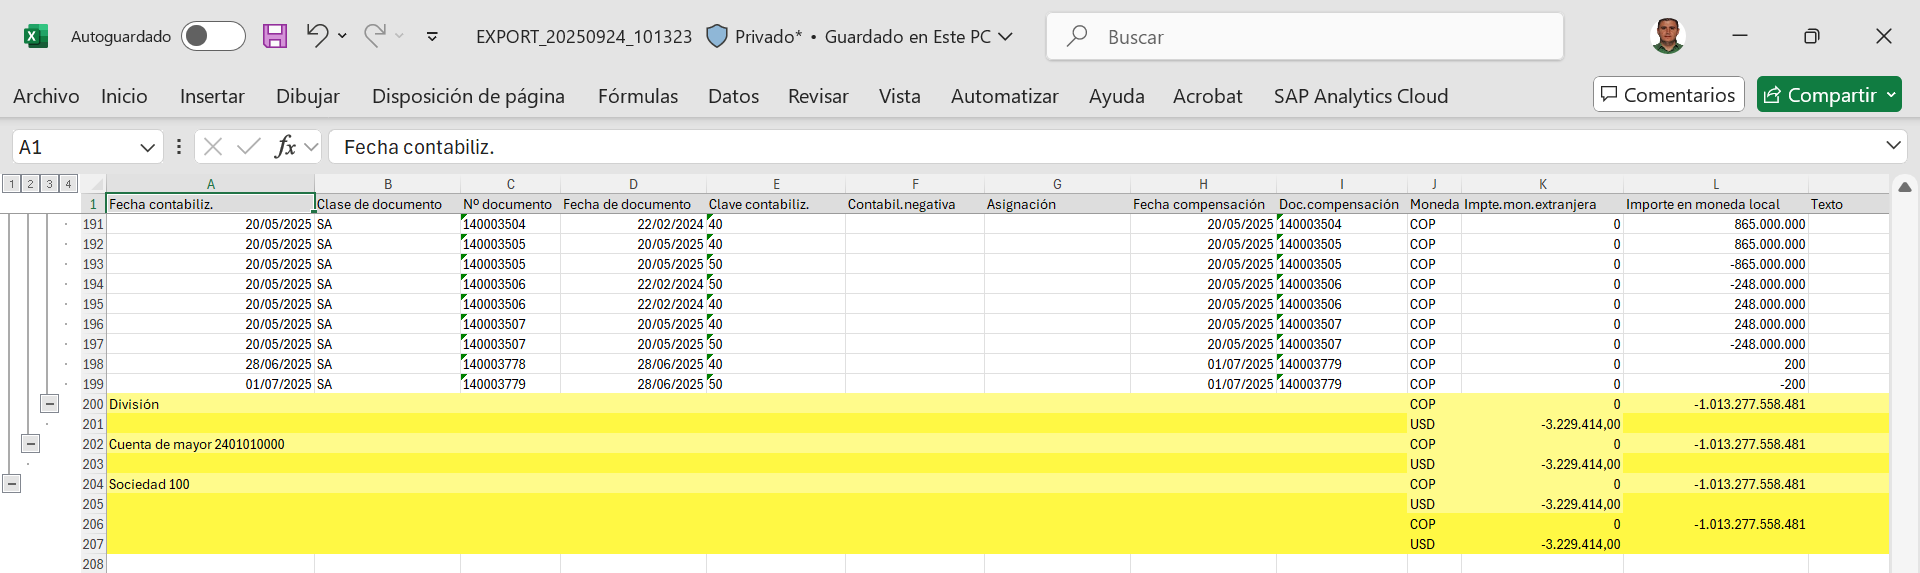 Autoguardado EXPORT_20250924_101323 Privado* • Guardado en Este PC Buscar
Archivo Inicio Insertar Dibujar Disposición de página Fórmulas Datos Revisar Vista Automatizar Ayuda Acrobat SAP Analytics Cloud Comentarios Compartir
A1 fx Fecha contabiliz.
1 2 3 4 A B C D E F G H I J K L
1 Fecha contabiliz. Clase de documento Nº documento Fecha de documento Clave contabiliz. Contabil.negativa Asignación Fecha compensación Doc.compensación Moneda Impte.mon.extranjera Importe en moneda local Texto
191 20/05/2025 SA 140003504 22/02/2024 40 20/05/2025 140003504 COP 0 865.000.000
192 20/05/2025 SA 140003505 20/05/2025 40 20/05/2025 140003505 COP 0 865.000.000
193 20/05/2025 SA 140003505 20/05/2025 50 20/05/2025 140003505 COP 0 -865.000.000
194 20/05/2025 SA 140003506 22/02/2024 50 20/05/2025 140003506 COP 0 -248.000.000
195 20/05/2025 SA 140003506 22/02/2024 40 20/05/2025 140003506 COP 0 248.000.000
196 20/05/2025 SA 140003507 20/05/2025 40 20/05/2025 140003507 COP 0 248.000.000
197 20/05/2025 SA 140003507 20/05/2025 50 20/05/2025 140003507 COP 0 -248.000.000
198 28/06/2025 SA 140003778 28/06/2025 40 01/07/2025 140003779 COP 0 200
199 01/07/2025 SA 140003779 28/06/2025 50 01/07/2025 140003779 COP 0 -200
200 División COP 0 -1.013.277.558.481
201 USD -3.229.414,00
202 Cuenta de mayor 2401010000 COP 0 -1.013.277.558.481
203 USD -3.229.414,00
204 Sociedad 100 COP 0 -1.013.277.558.481
205 USD -3.229.414,00
206 COP 0 -1.013.277.558.481
207 USD -3.229.414,00
208